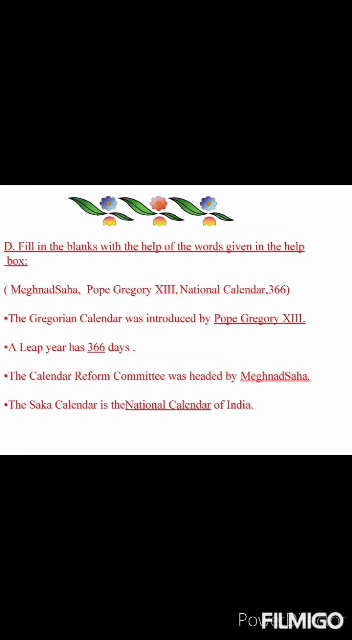 D. Fill in the blanks with the help of the words given in the help
box:
( MeghnadSaha, Pope Gregory XIII, National Calendar,366)
•The Gregorian Calendar was introduced by Pope Gregory XIII.
•A Leap year has 366 days .
•The Calendar Reform Committee was headed by MeghnadSaha.
•The Saka Calendar is theNational Calendar of India.
FILMIGO